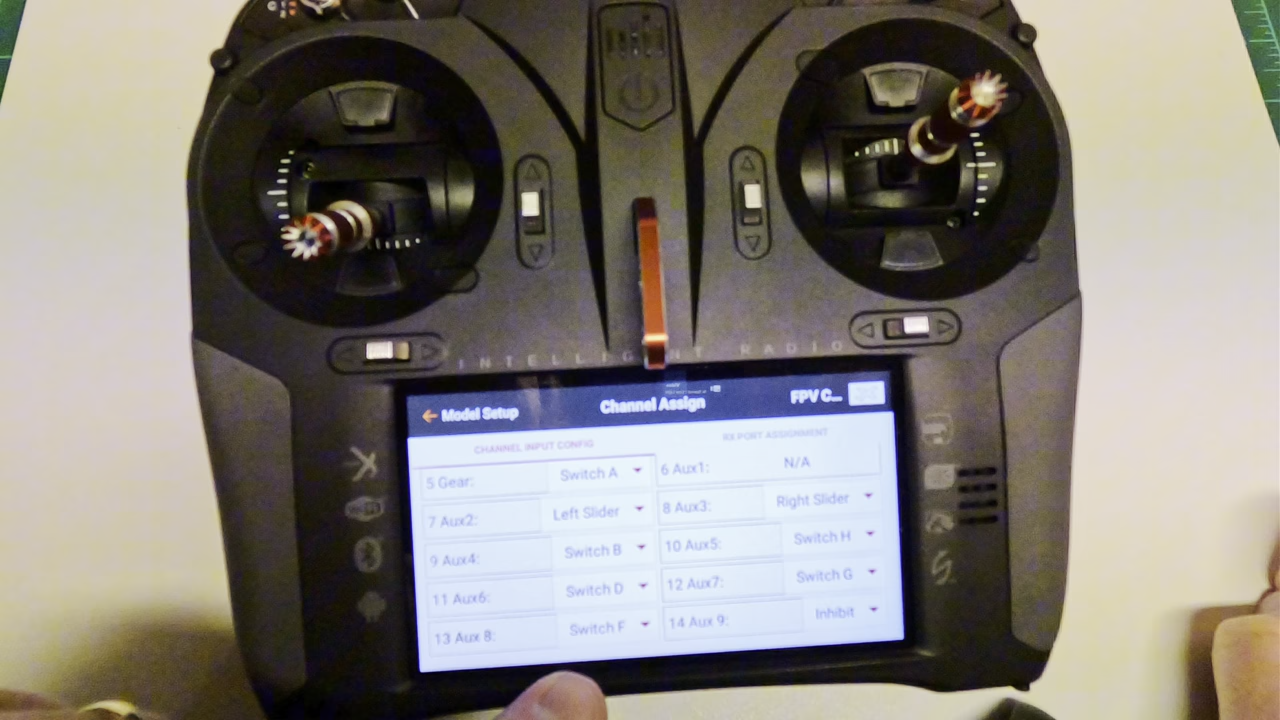 INTELLIGENT RADIO
Model Setup
Channel Assign
FPV C...
CHANNEL INPUT CONFIG
RX PORT ASSIGNMENT
5 Gear: Switch A
6 Aux1: N/A
7 Aux2: Left Slider
8 Aux3: Right Slider
9 Aux4: Switch B
10 Aux5: Switch H
11 Aux6: Switch D
12 Aux7: Switch G
13 Aux 8: Switch F
14 Aux 9: Inhibit